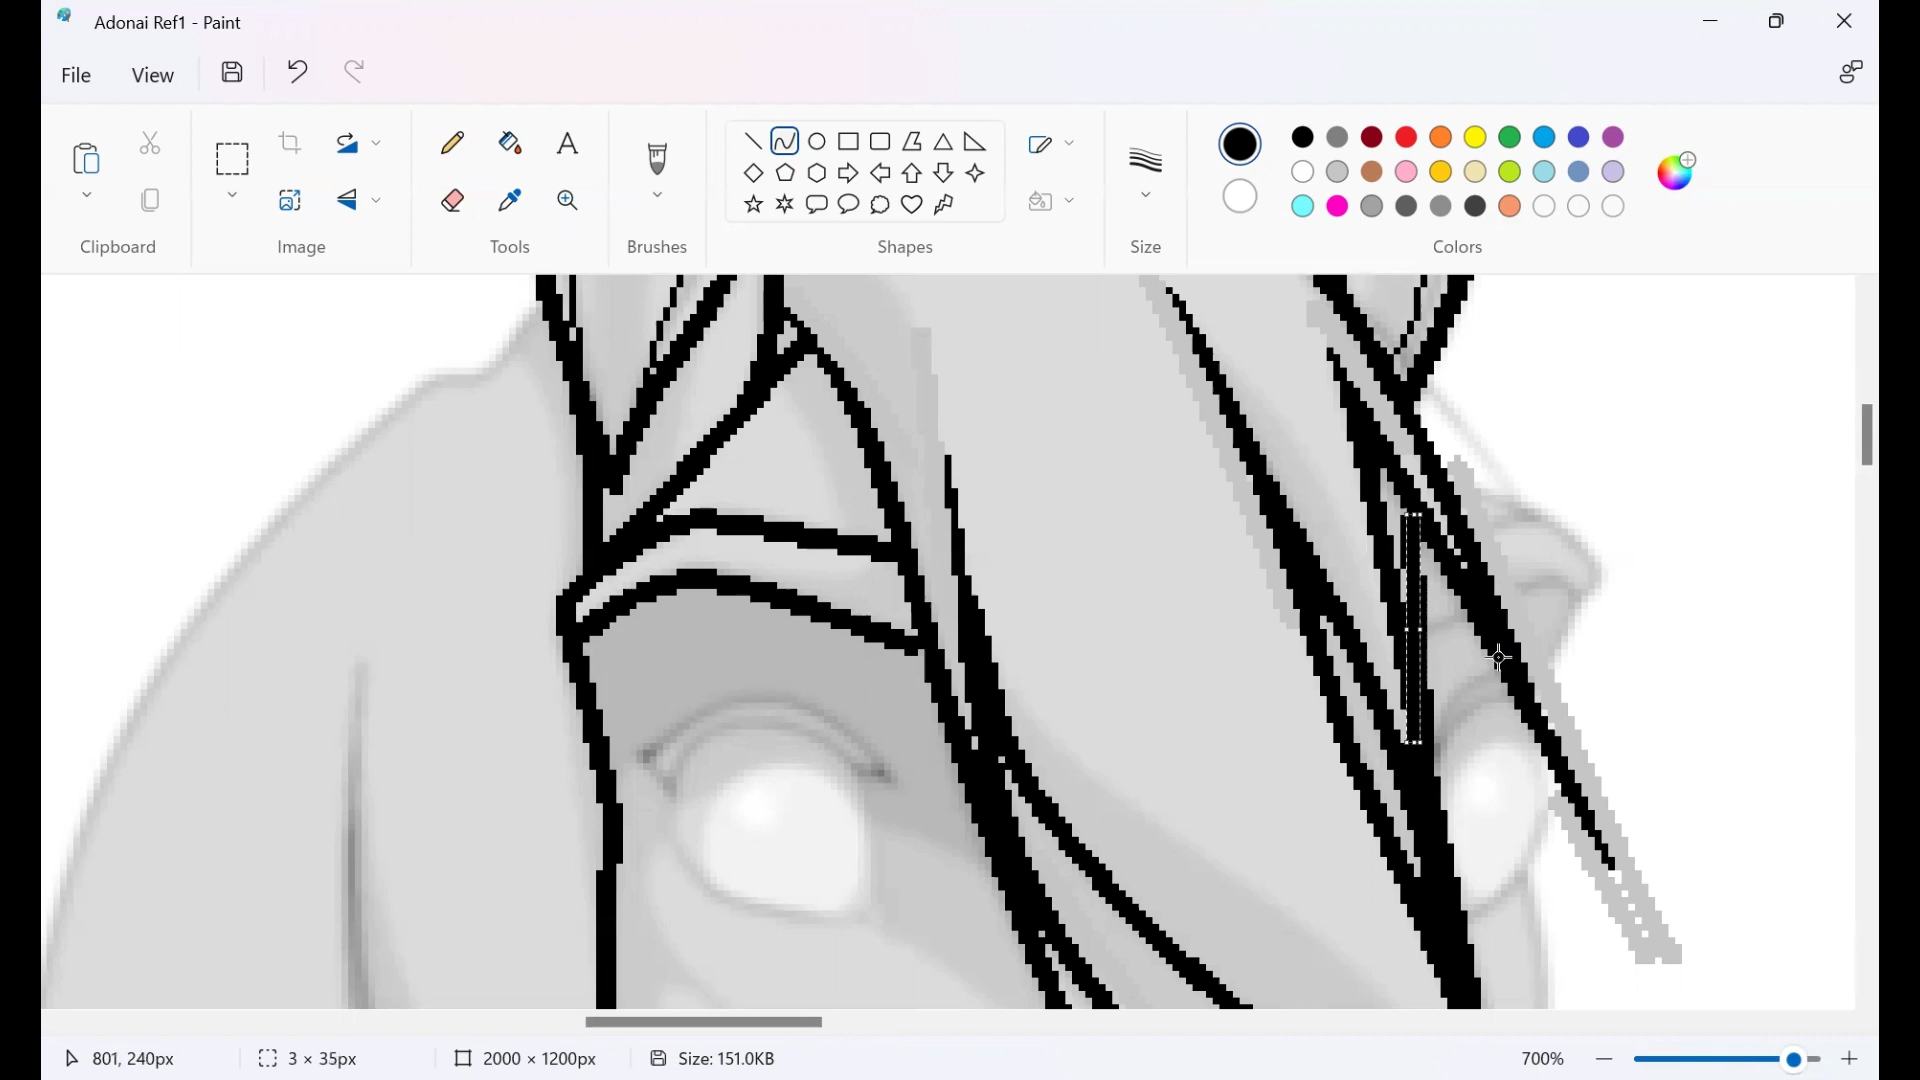 Adonai Ref1 - Paint
File
View
Clipboard
Image
Tools
Brushes
Shapes
Size
Colors
801, 240px
3 × 35px
2000 × 1200px
Size: 151.0KB
700%